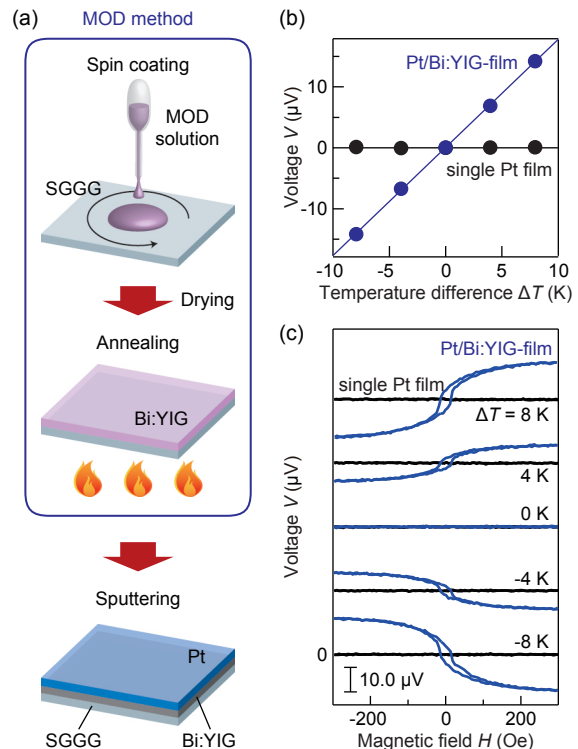 (a)
MOD method
Spin coating
MOD
solution
SGGG
Drying
Annealing
Bi:YIG
Sputtering
Pt
SGGG
Bi:YIG
(b)
Voltage V (μV)
10
0
-10
Pt/Bi:YIG-film
single Pt film
-10
-5
0
5
10
Temperature difference ΔT (K)
(c)
Pt/Bi:YIG-film
single Pt film
ΔT = 8 K
4 K
0 K
-4 K
-8 K
Voltage V (μV)
0
10.0 μV
-200
0
200
Magnetic field H (Oe)